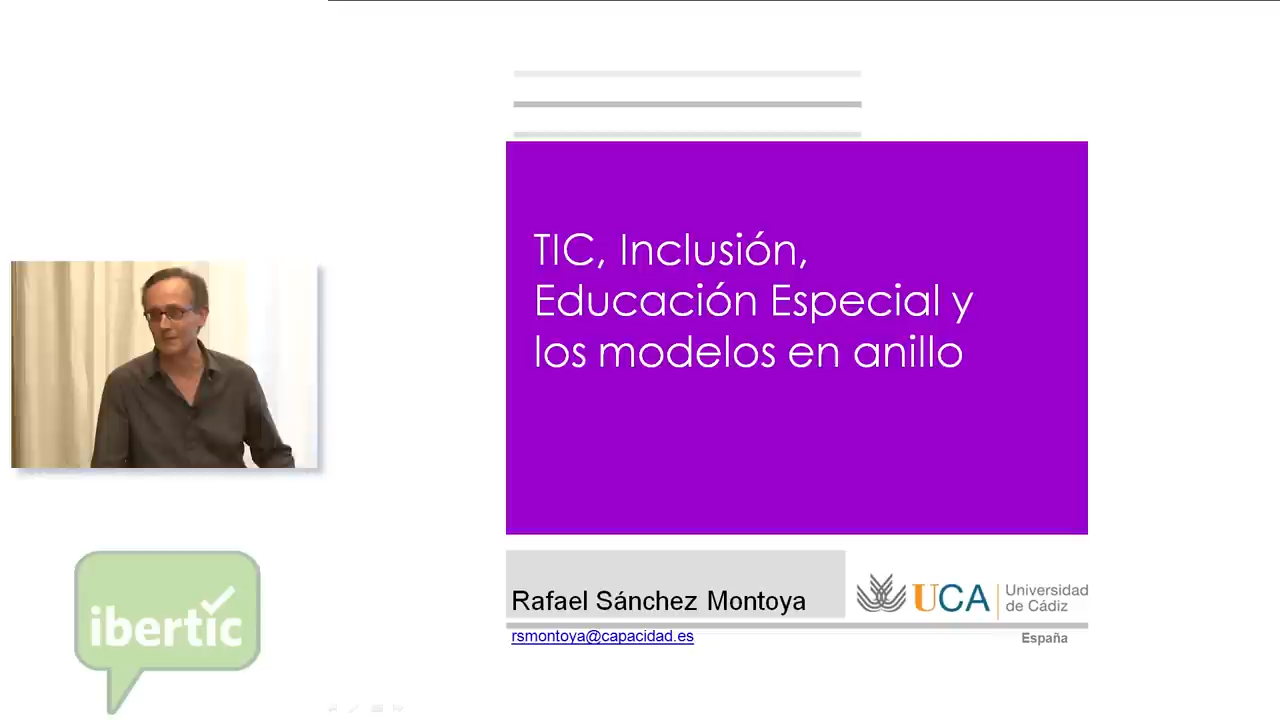 TIC, Inclusión,
Educación Especial y
los modelos en anillo
Rafael Sánchez Montoya
rsmontoya@capacidad.es
UCA
Universidad
de Cádiz
España
ibertic